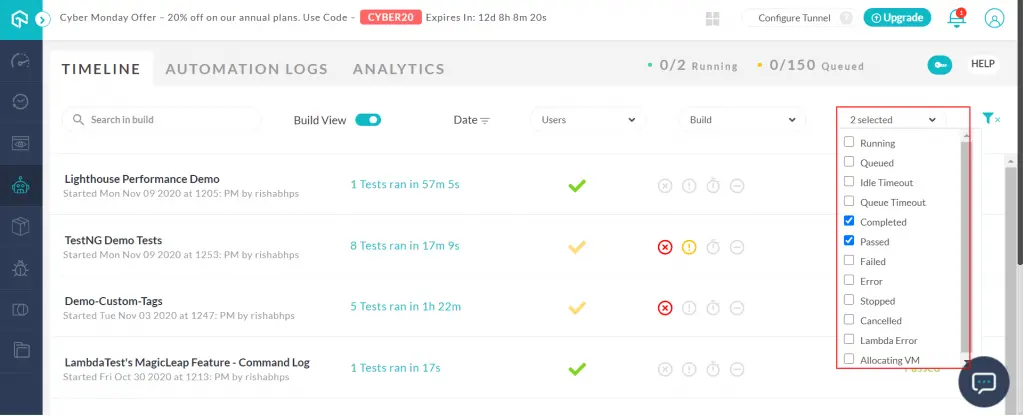 Cyber Monday Offer – 20% off on our annual plans. Use Code – CYBER20 Expires In: 12d 8h 8m 20s
Configure Tunnel ? Upgrade 1
TIMELINE AUTOMATION LOGS ANALYTICS 0/2 Running 0/150 Queued HELP
Search in build Build View Date Users Build 2 selected
Running
Queued
Idle Timeout
Queue Timeout
Completed
Passed
Failed
Error
Stopped
Cancelled
Lambda Error
Allocating VM
Lighthouse Performance Demo
Started Mon Nov 09 2020 at 1205: PM by rishabhps
1 Tests ran in 57m 5s
TestNG Demo Tests
Started Mon Nov 09 2020 at 1253: PM by rishabhps
8 Tests ran in 17m 9s
Demo-Custom-Tags
Started Tue Nov 03 2020 at 1247: PM by rishabhps
5 Tests ran in 1h 22m
LambdaTest's MagicLeap Feature - Command Log
Started Fri Oct 30 2020 at 1213: PM by rishabhps
1 Tests ran in 17s
Passed